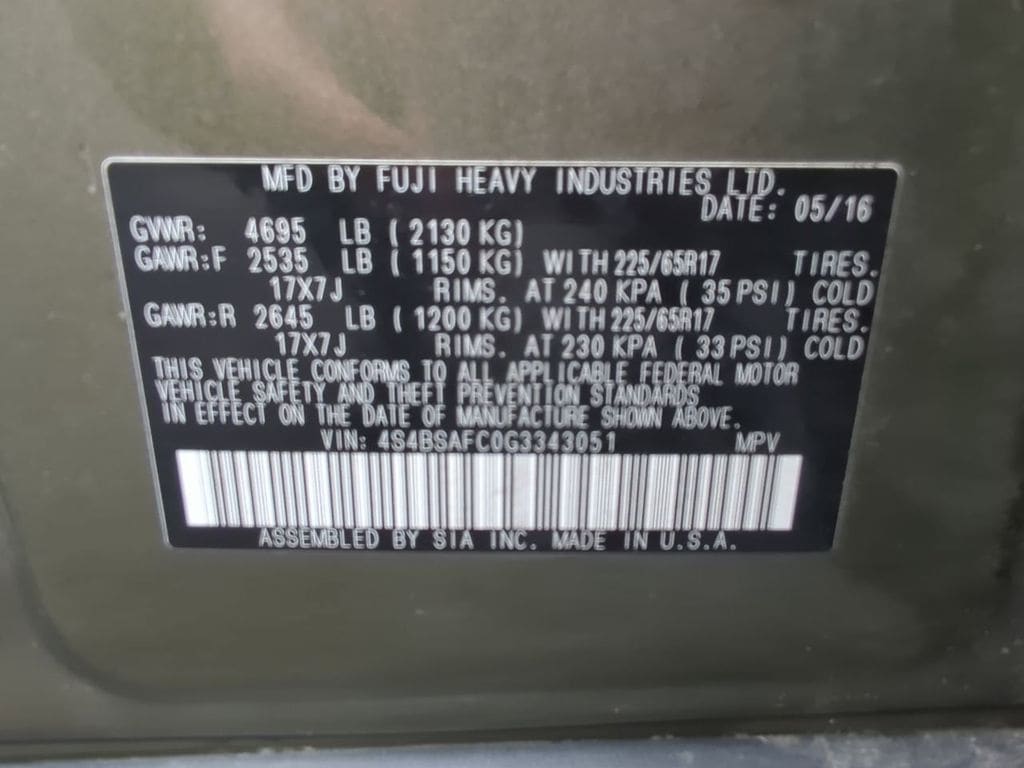 MFD BY FUJI HEAVY INDUSTRIES LTD.
DATE: 05/16
GVWR: 4695 LB ( 2130 KG)
GAWR:F 2535 LB ( 1150 KG) WITH 225/65R17 TIRES.
17X7J RIMS. AT 240 KPA ( 35 PSI) COLD
GAWR:R 2645 LB ( 1200 KG) WITH 225/65R17 TIRES.
17X7J RIMS. AT 230 KPA ( 33 PSI) COLD
THIS VEHICLE CONFORMS TO ALL APPLICABLE FEDERAL MOTOR
VEHICLE SAFETY AND THEFT PREVENTION STANDARDS
IN EFFECT ON THE DATE OF MANUFACTURE SHOWN ABOVE.
VIN: 4S4BSAFC0G3343051 MPV
ASSEMBLED BY SIA INC. MADE IN U.S.A.